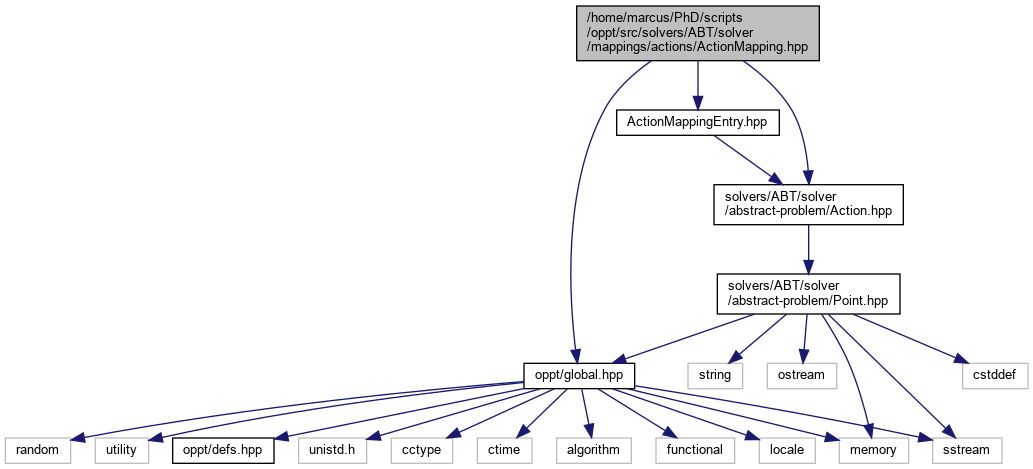 /home/marcus/PhD/scripts
/oppt/src/solvers/ABT/solver
/mappings/actions/ActionMapping.hpp
ActionMappingEntry.hpp
solvers/ABT/solver
/abstract-problem/Action.hpp
solvers/ABT/solver
/abstract-problem/Point.hpp
oppt/global.hpp
string
ostream
cstddef
random
utility
oppt/defs.hpp
unistd.h
cctype
ctime
algorithm
functional
locale
memory
sstream